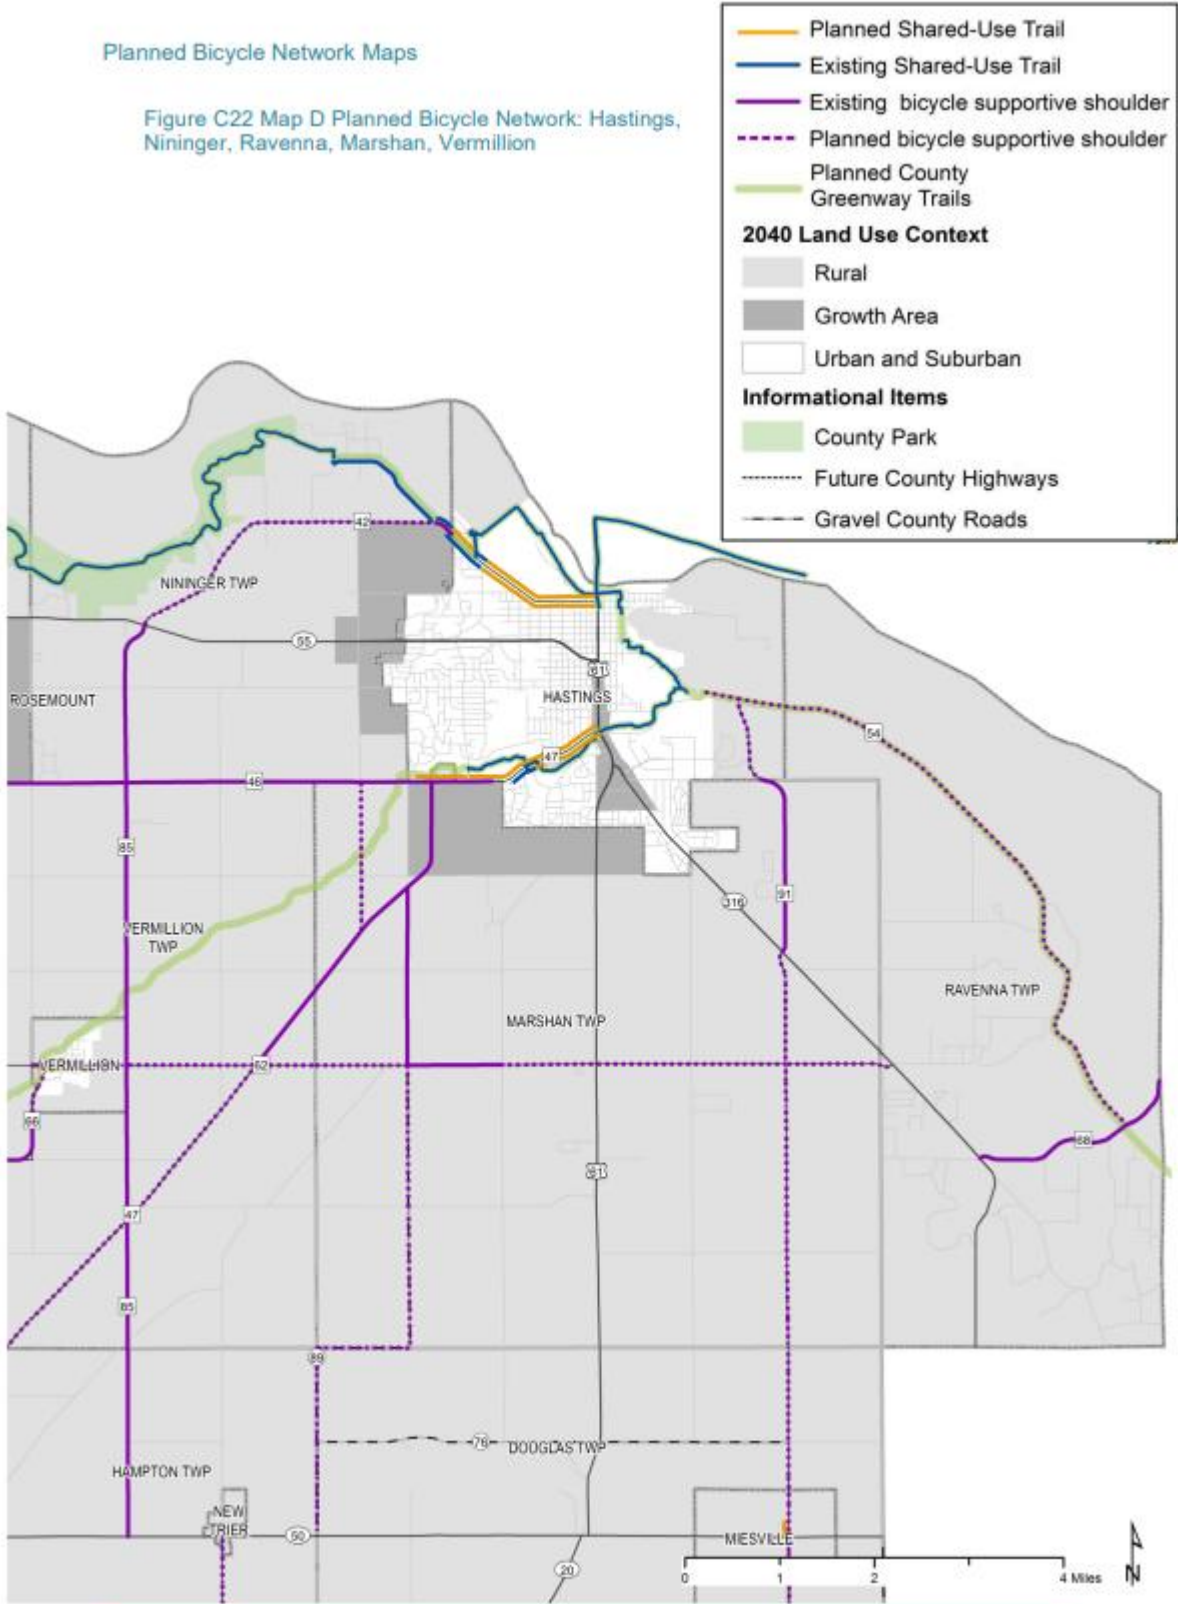 Planned Bicycle Network Maps
Figure C22 Map D Planned Bicycle Network: Hastings,
Nininger, Ravenna, Marshan, Vermillion
Planned Shared-Use Trail
Existing Shared-Use Trail
Existing bicycle supportive shoulder
Planned bicycle supportive shoulder
Planned County
Greenway Trails
2040 Land Use Context
Rural
Growth Area
Urban and Suburban
Informational Items
County Park
Future County Highways
Gravel County Roads
42
NININGER TWP
55
61
ROSEMOUNT
HASTINGS
54
47
46
85
91
316
VERMILLION
TWP
RAVENNA TWP
MARSHAN TWP
VERMILLION
62
66
68
61
47
85
89
76
DOUGLAS TWP
HAMPTON TWP
NEW
TRIER
50
MIESVILLE
20
0 1 2 4 Miles
N